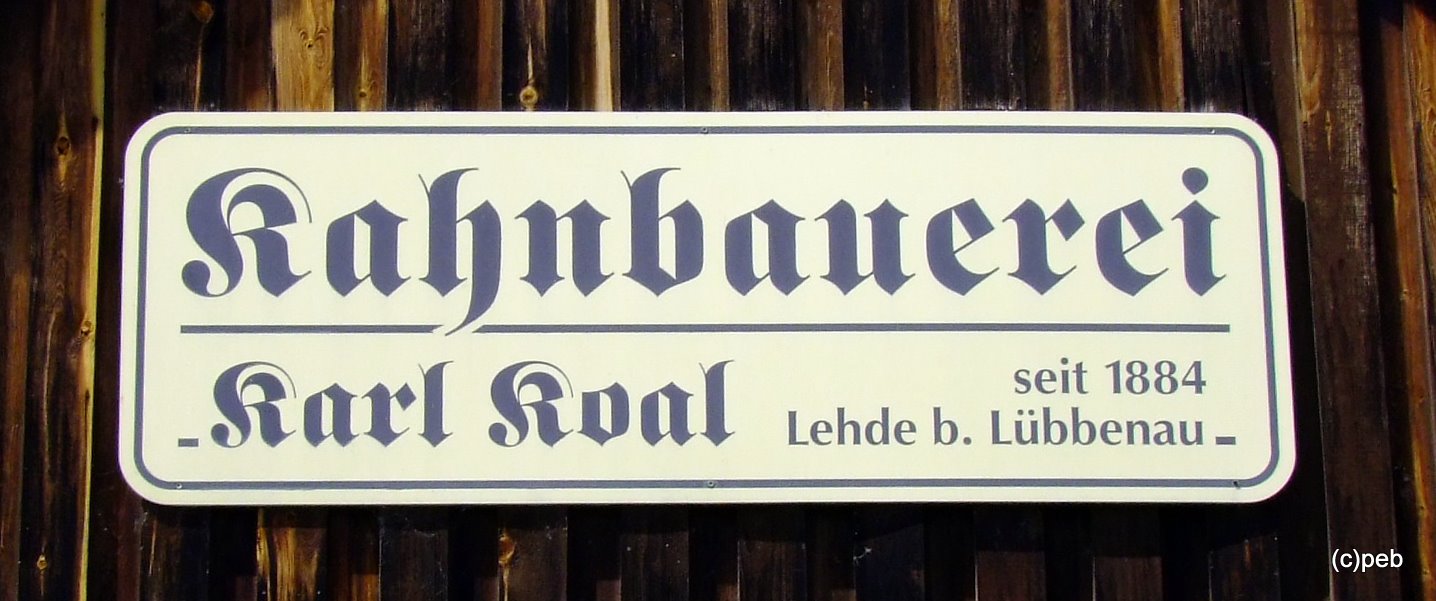 Kahnbauerei
- Karl Koal
seit 1884
Lehde b. Lübbenau -
(c)peb